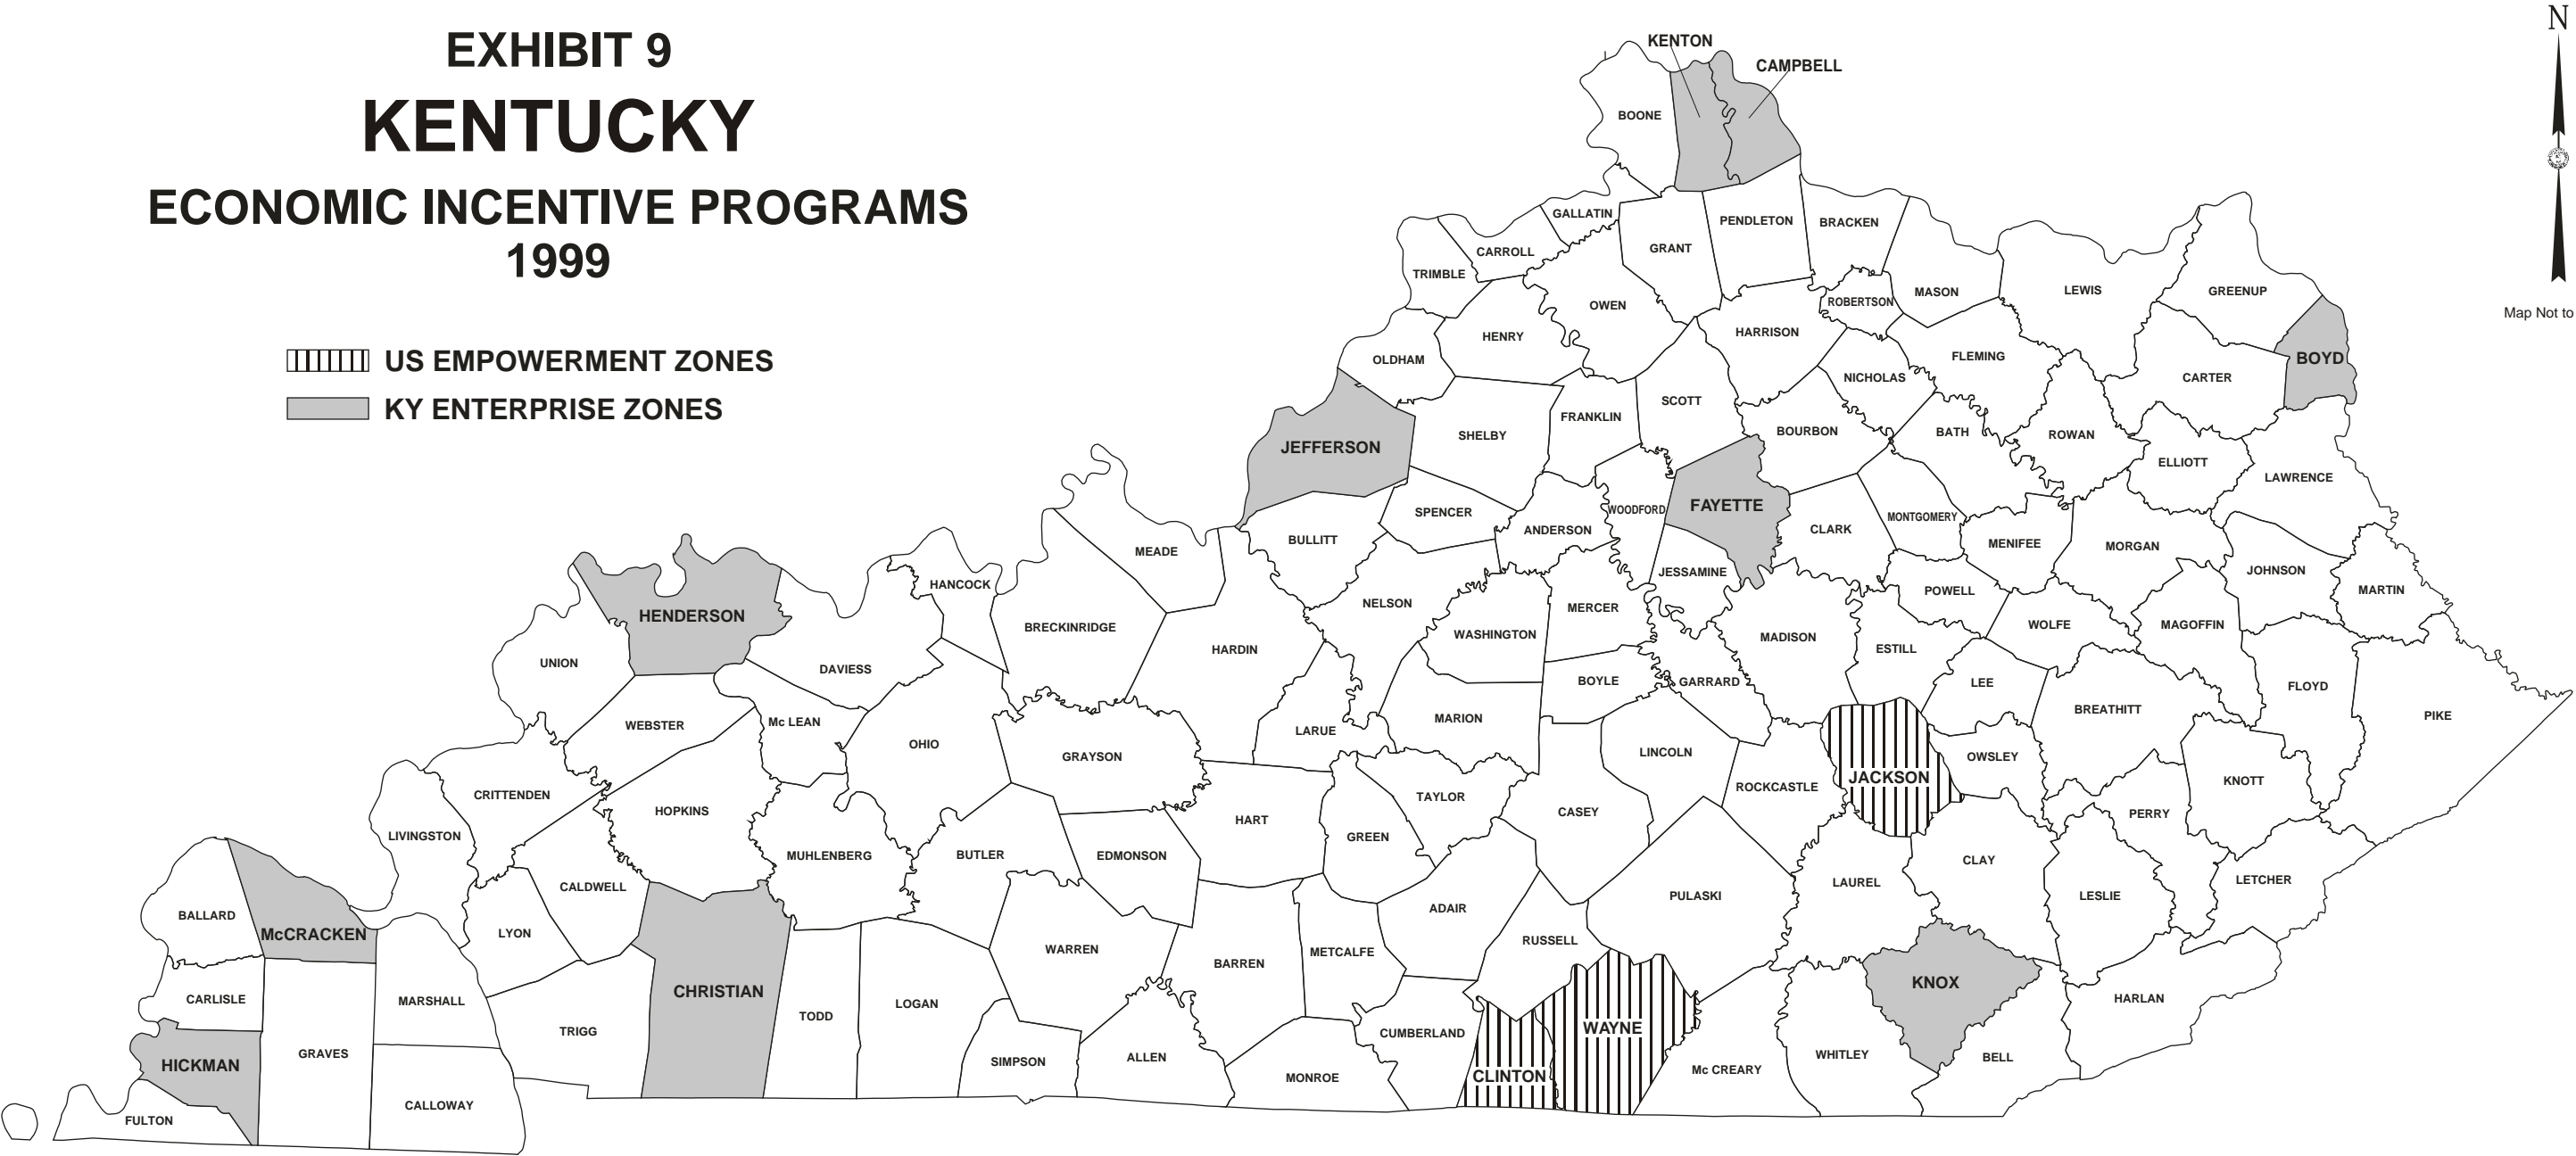 EXHIBIT 9
KENTUCKY
ECONOMIC INCENTIVE PROGRAMS
1999
US EMPOWERMENT ZONES
KY ENTERPRISE ZONES
N
Map Not to
KENTON
CAMPBELL
BOONE
GALLATIN
CARROLL
TRIMBLE
GRANT
PENDLETON
BRACKEN
OWEN
HENRY
ROBERTSON
MASON
LEWIS
GREENUP
HARRISON
OLDHAM
FLEMING
BOYD
NICHOLAS
CARTER
SCOTT
FRANKLIN
SHELBY
JEFFERSON
BOURBON
BATH
ROWAN
ELLIOTT
LAWRENCE
SPENCER
WOODFORD
FAYETTE
ANDERSON
CLARK
MONTGOMERY
MENIFEE
MORGAN
BULLITT
MEADE
JESSAMINE
JOHNSON
MARTIN
HANCOCK
POWELL
NELSON
MERCER
HENDERSON
BRECKINRIDGE
WASHINGTON
MADISON
WOLFE
MAGOFFIN
ESTILL
HARDIN
UNION
DAVIESS
BOYLE
GARRARD
LEE
FLOYD
BREATHITT
PIKE
WEBSTER
Mc LEAN
MARION
LARUE
OHIO
GRAYSON
LINCOLN
OWSLEY
JACKSON
ROCKCASTLE
KNOTT
CRITTENDEN
HOPKINS
TAYLOR
CASEY
PERRY
LIVINGSTON
HART
GREEN
MUHLENBERG
BUTLER
EDMONSON
CLAY
CALDWELL
LAUREL
LETCHER
LESLIE
PULASKI
BALLARD
ADAIR
McCRACKEN
LYON
WARREN
RUSSELL
METCALFE
BARREN
KNOX
CHRISTIAN
CARLISLE
MARSHALL
LOGAN
HARLAN
TODD
TRIGG
CUMBERLAND
WAYNE
GRAVES
HICKMAN
SIMPSON
ALLEN
WHITLEY
BELL
Mc CREARY
CLINTON
MONROE
CALLOWAY
FULTON